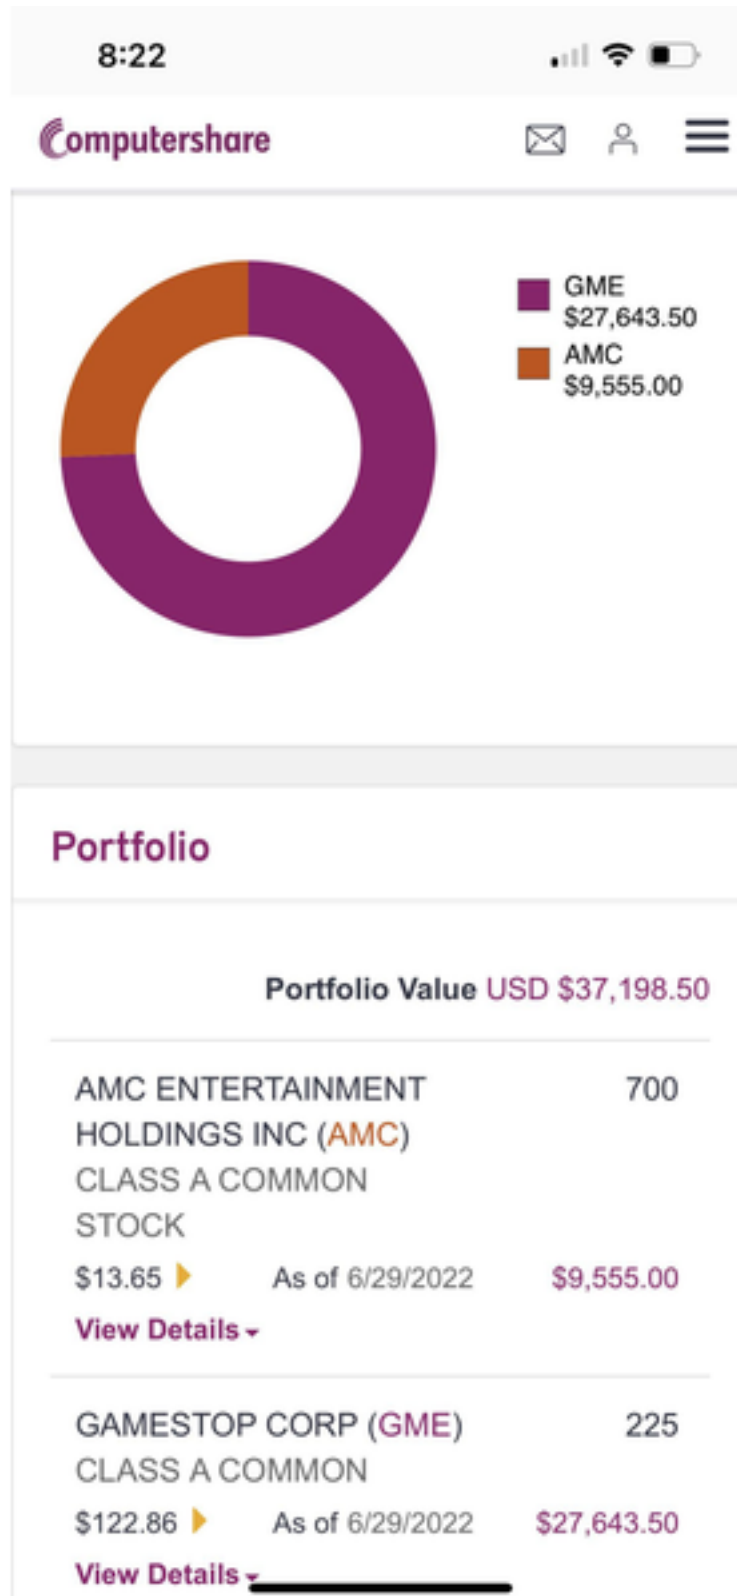 8:22
Computershare
GME
$27,643.50
AMC
$9,555.00
Portfolio
Portfolio Value USD $37,198.50
AMC ENTERTAINMENT 700
HOLDINGS INC (AMC)
CLASS A COMMON
STOCK
$13.65 As of 6/29/2022 $9,555.00
View Details
GAMESTOP CORP (GME) 225
CLASS A COMMON
$122.86 As of 6/29/2022 $27,643.50
View Details